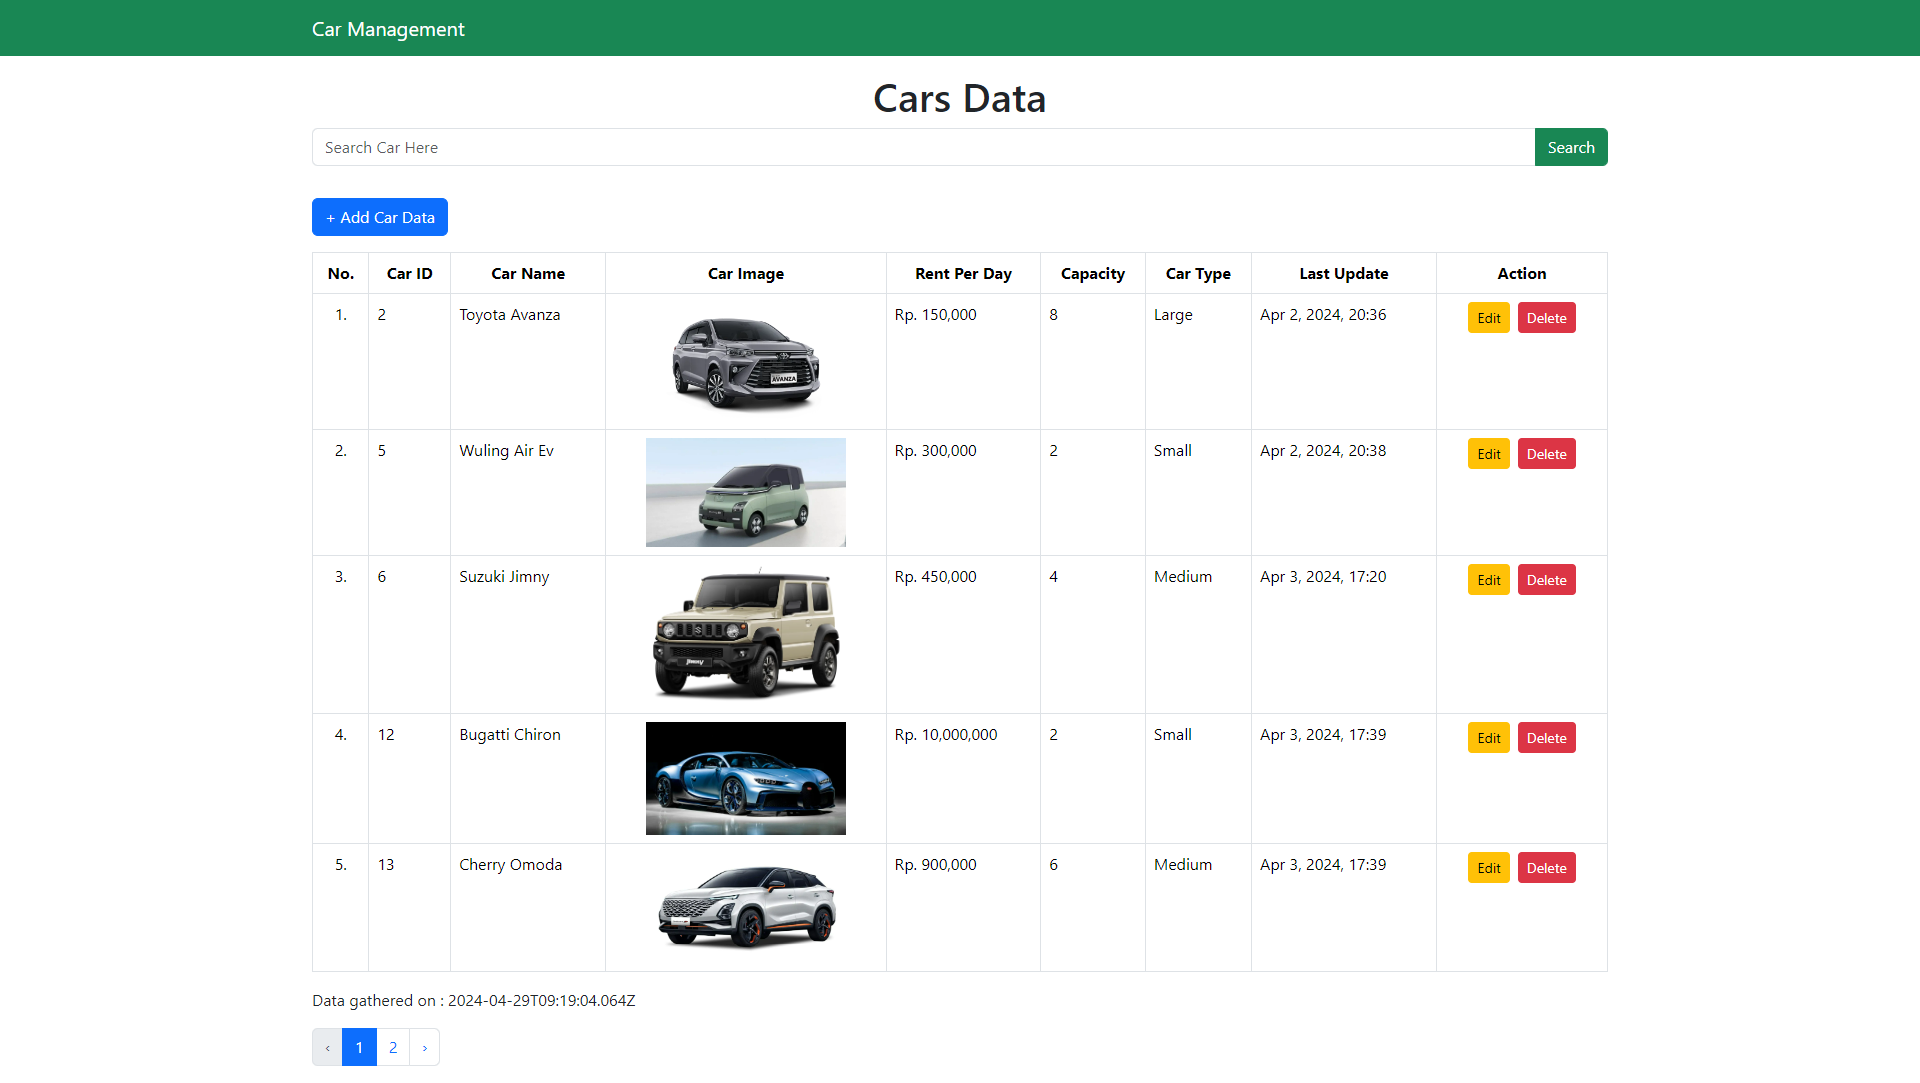 Car Management
Cars Data
Search Car Here
Search
+ Add Car Data
No. Car ID Car Name Car Image Rent Per Day Capacity Car Type Last Update Action
1. 2 Toyota Avanza Rp. 150,000 8 Large Apr 2, 2024, 20:36 Edit Delete
AVANZA
2. 5 Wuling Air Ev Rp. 300,000 2 Small Apr 2, 2024, 20:38 Edit Delete
3. 6 Suzuki Jimny Rp. 450,000 4 Medium Apr 3, 2024, 17:20 Edit Delete
Jimny
4. 12 Bugatti Chiron Rp. 10,000,000 2 Small Apr 3, 2024, 17:39 Edit Delete
5. 13 Cherry Omoda Rp. 900,000 6 Medium Apr 3, 2024, 17:39 Edit Delete
Data gathered on : 2024-04-29T09:19:04.064Z
‹ 1 2 ›